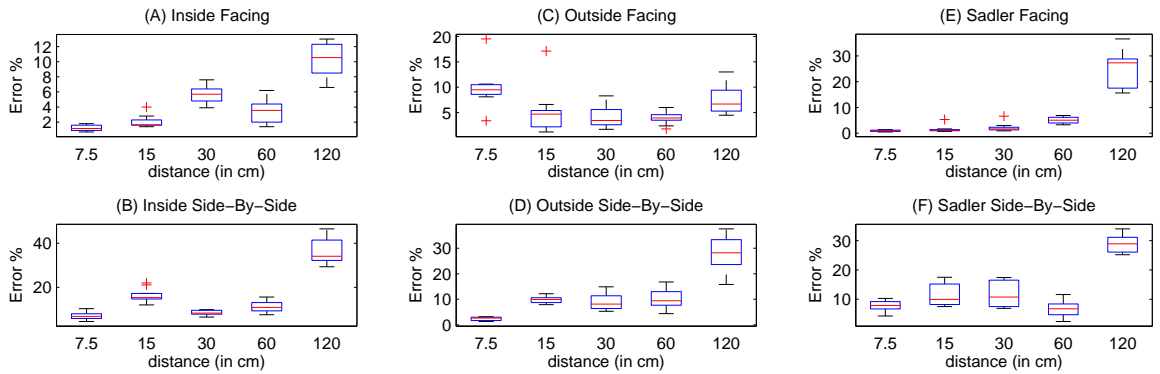 (A) Inside Facing
12
10
8
6
4
2
Error %
7.5 15 30 60 120
distance (in cm)
(C) Outside Facing
20
15
10
5
Error %
7.5 15 30 60 120
distance (in cm)
(E) Sadler Facing
30
20
10
0
Error %
7.5 15 30 60 120
distance (in cm)
(B) Inside Side−By−Side
40
20
Error %
7.5 15 30 60 120
distance (in cm)
(D) Outside Side−By−Side
30
20
10
0
Error %
7.5 15 30 60 120
distance (in cm)
(F) Sadler Side−By−Side
30
20
10
Error %
7.5 15 30 60 120
distance (in cm)